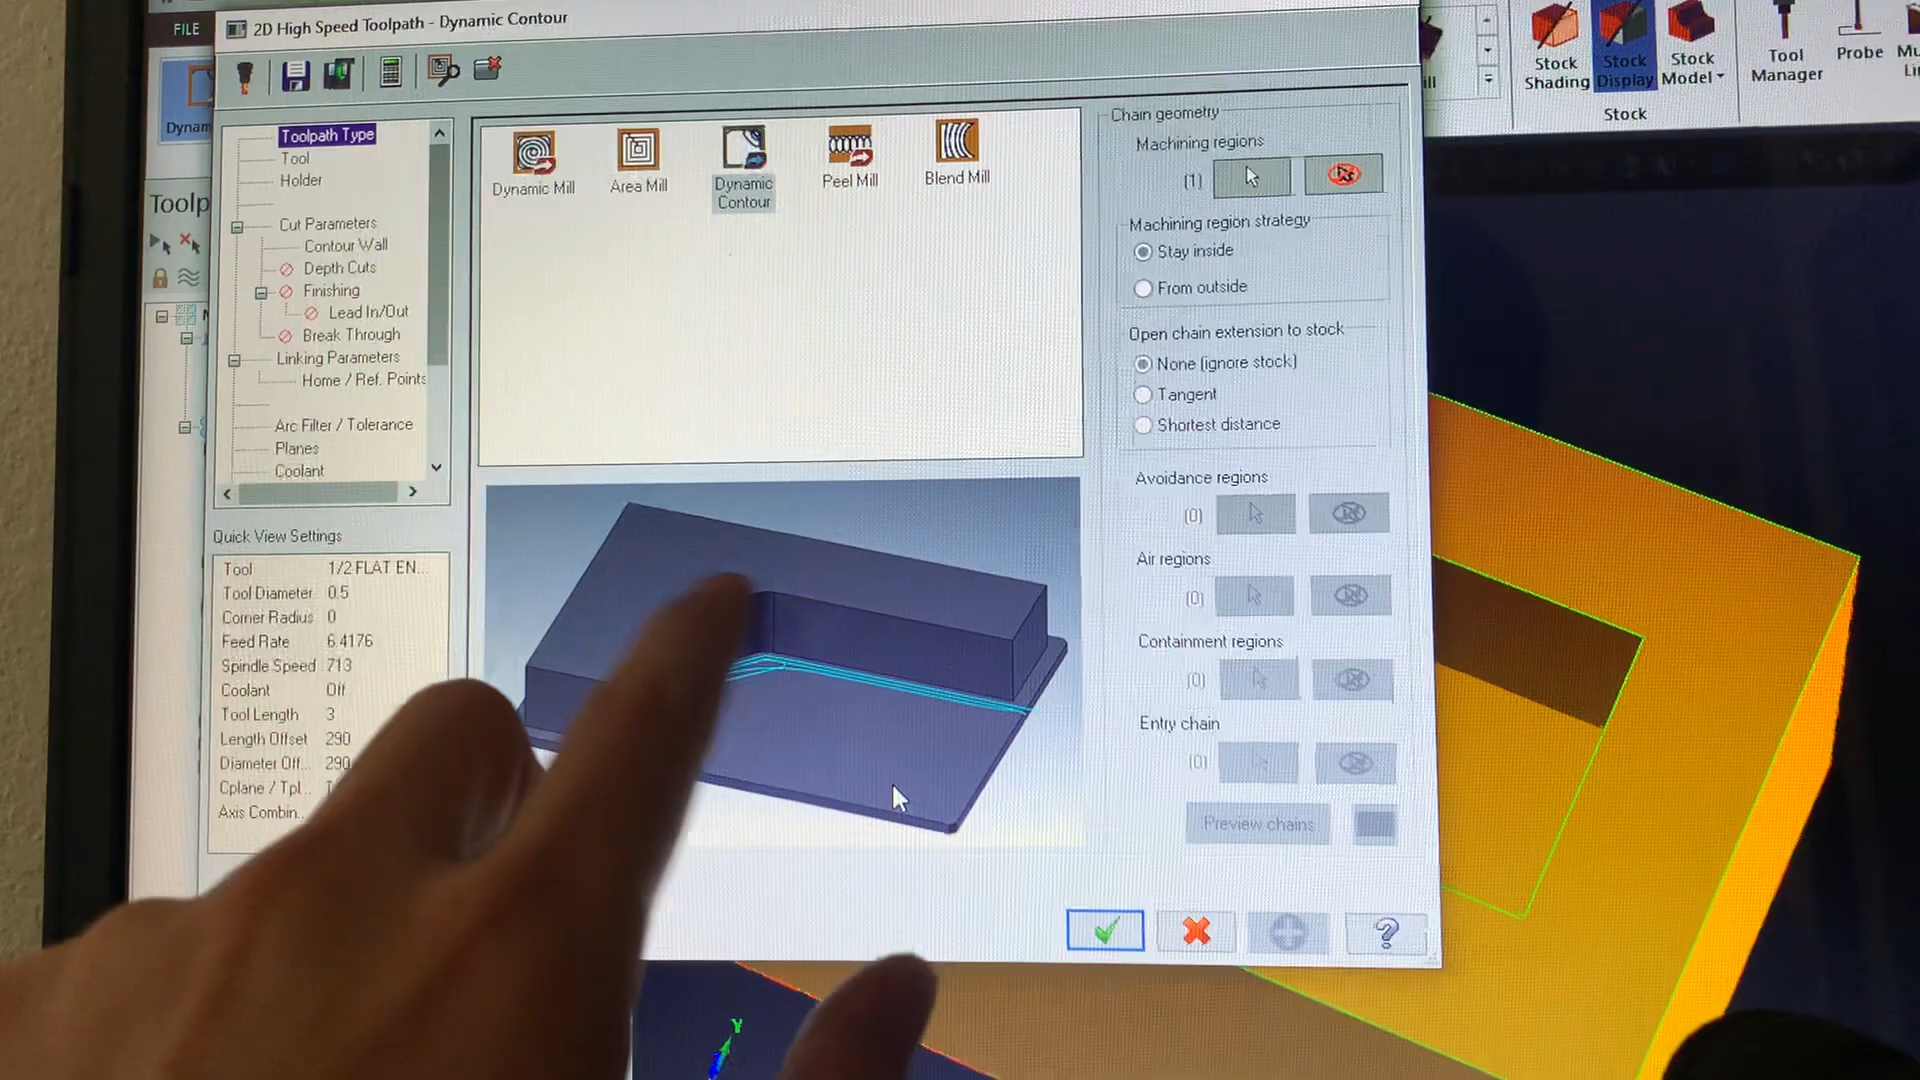 FILE
2D High Speed Toolpath - Dynamic Contour
Toolpath Type
Tool
Holder
Cut Parameters
Contour Wall
Depth Cuts
Finishing
Lead In/Out
Break Through
Linking Parameters
Home / Ref. Points
Arc Filter / Tolerance
Planes
Coolant
Quick View Settings
Tool 1/2 FLAT EN...
Tool Diameter 0.5
Corner Radius 0
Feed Rate 6.4176
Spindle Speed 713
Coolant Off
Tool Length 3
Length Offset 290
Diameter Of... 290
Cplane / Tpl...
Axis Combin...
Dynamic Mill
Area Mill
Dynamic
Contour
Peel Mill
Blend Mill
Chain geometry
Machining regions
(1)
Machining region strategy
Stay inside
From outside
Open chain extension to stock
None (ignore stock)
Tangent
Shortest distance
Avoidance regions
(0)
Air regions
(0)
Containment regions
(0)
Entry chain
(0)
Preview chains
Stock
Shading
Stock
Display
Stock
Model
Stock
Tool
Manager
Probe
Y